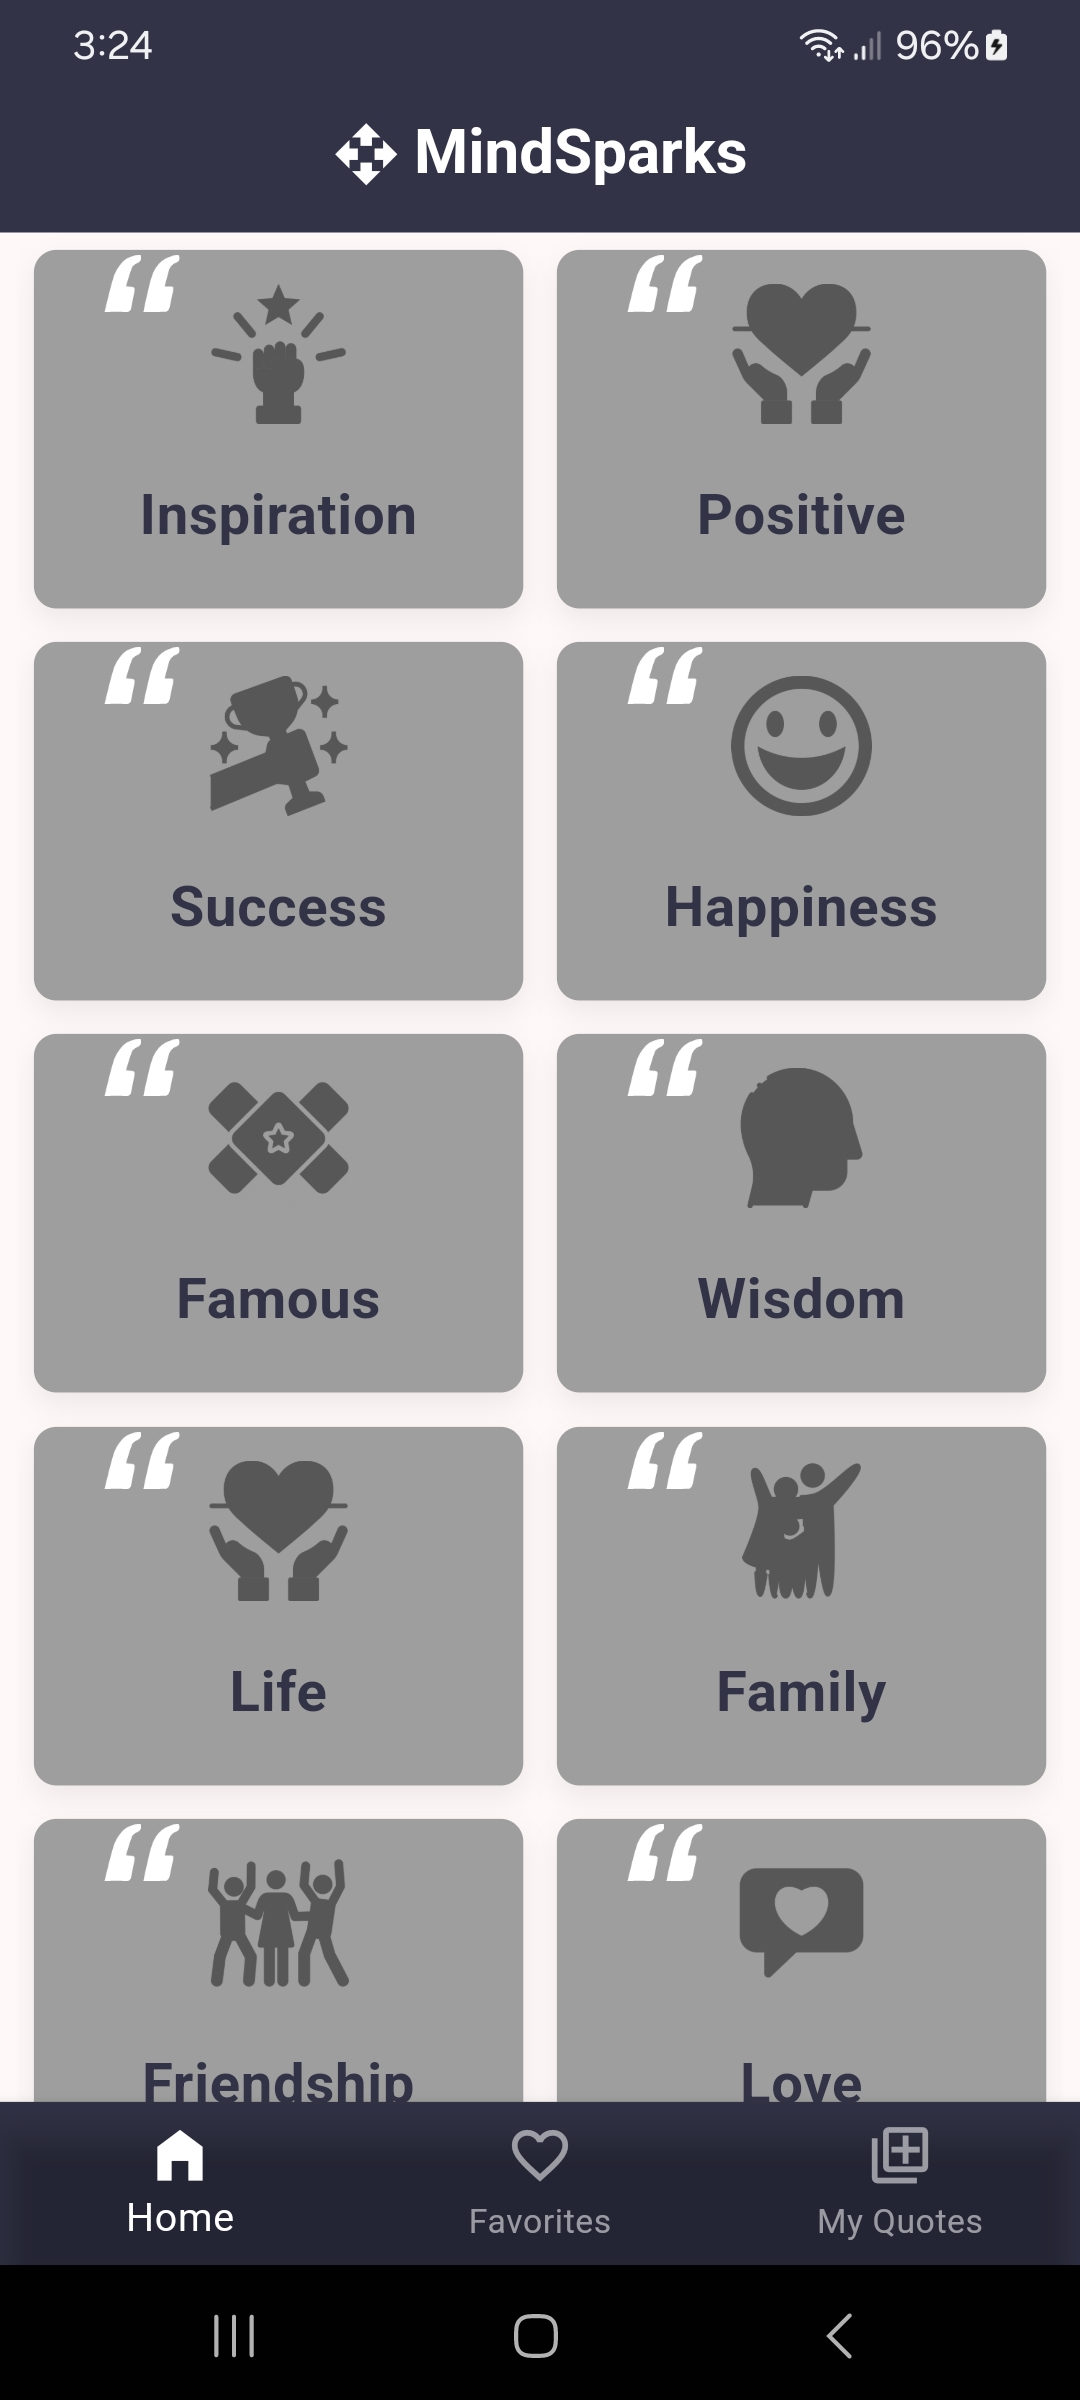 3:24 96%
MindSparks
“ “
Inspiration Positive
“ “
Success Happiness
“ “
Famous Wisdom
“ “
Life Family
“ “
Friendship Love
Home Favorites My Quotes